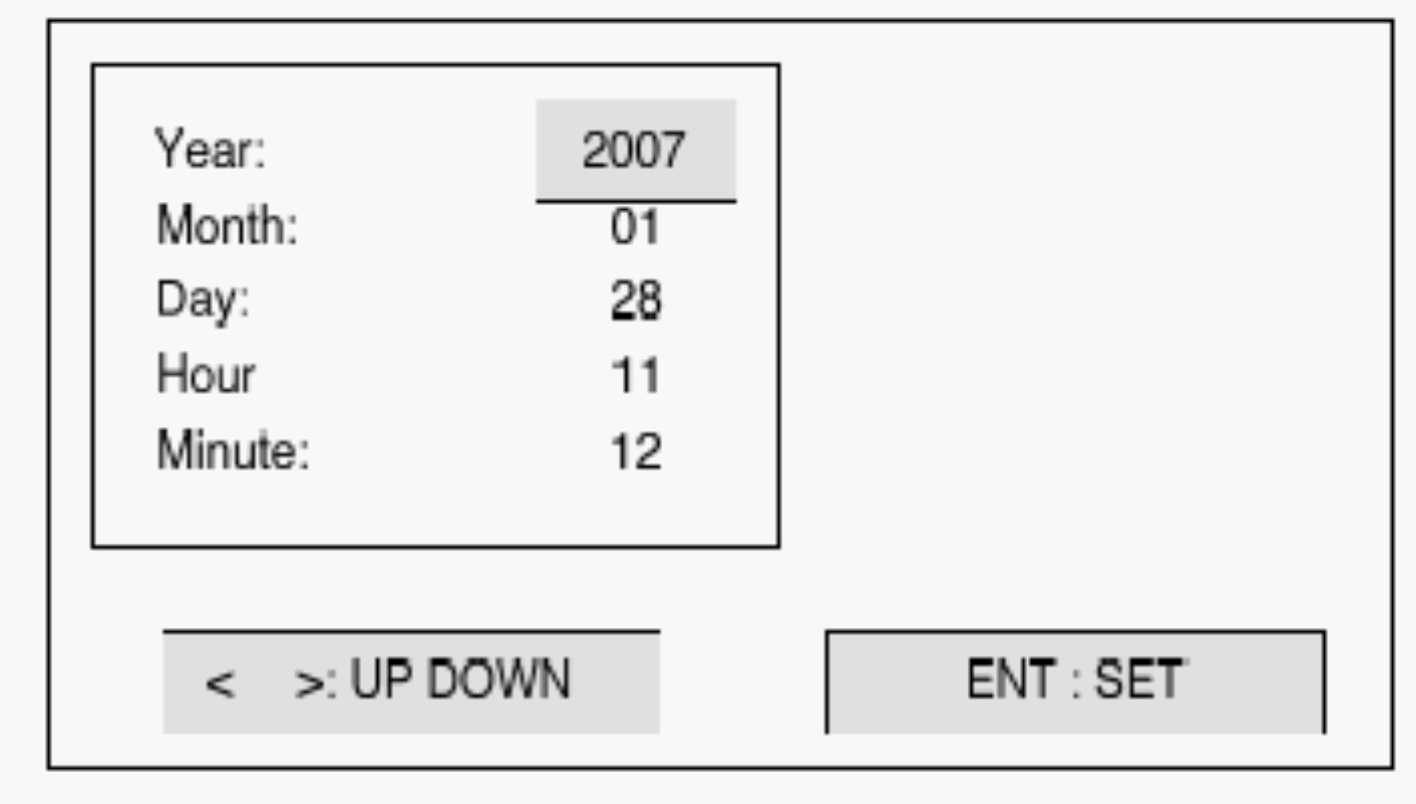 Year: 2007
Month: 01
Day: 28
Hour 11
Minute: 12
< >: UP DOWN ENT : SET